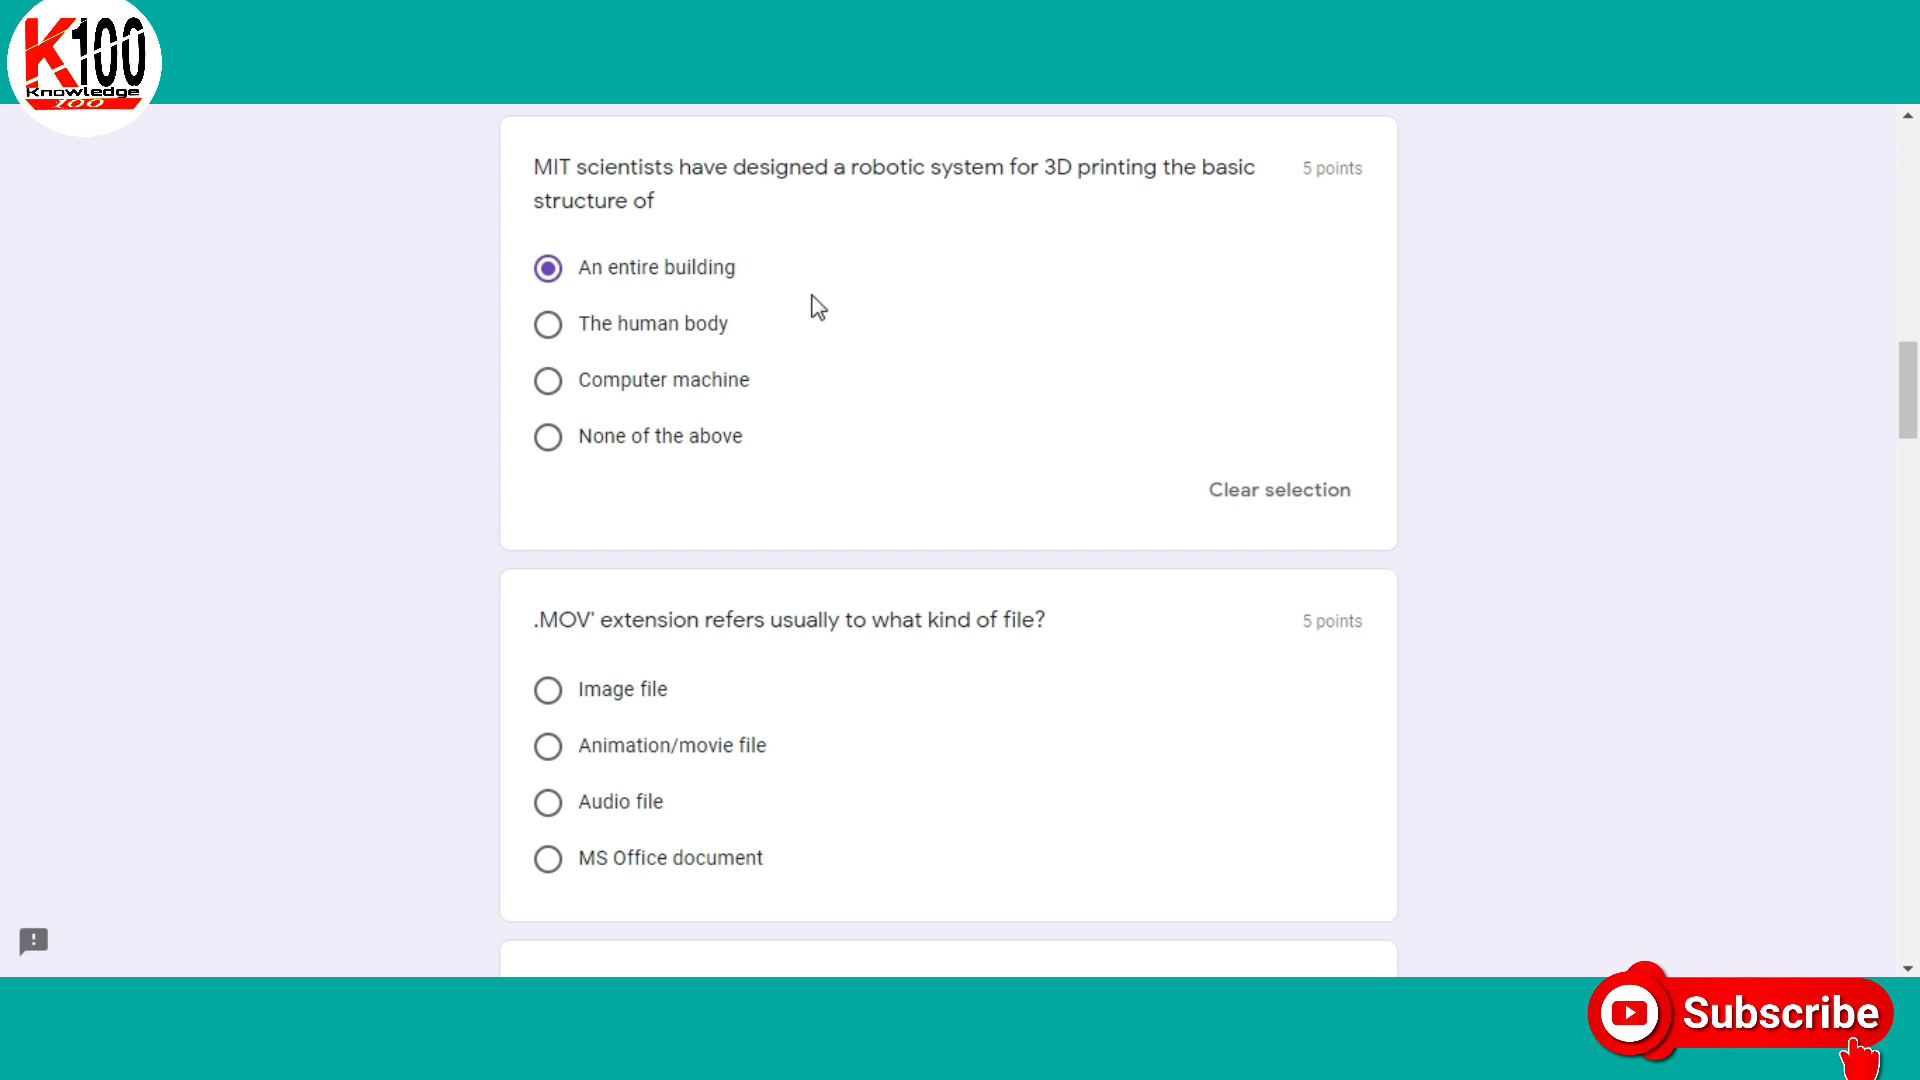 K100
Knowledge
100
MIT scientists have designed a robotic system for 3D printing the basic
structure of
5 points
An entire building
The human body
Computer machine
None of the above
Clear selection
.MOV' extension refers usually to what kind of file?
5 points
Image file
Animation/movie file
Audio file
MS Office document
Subscribe